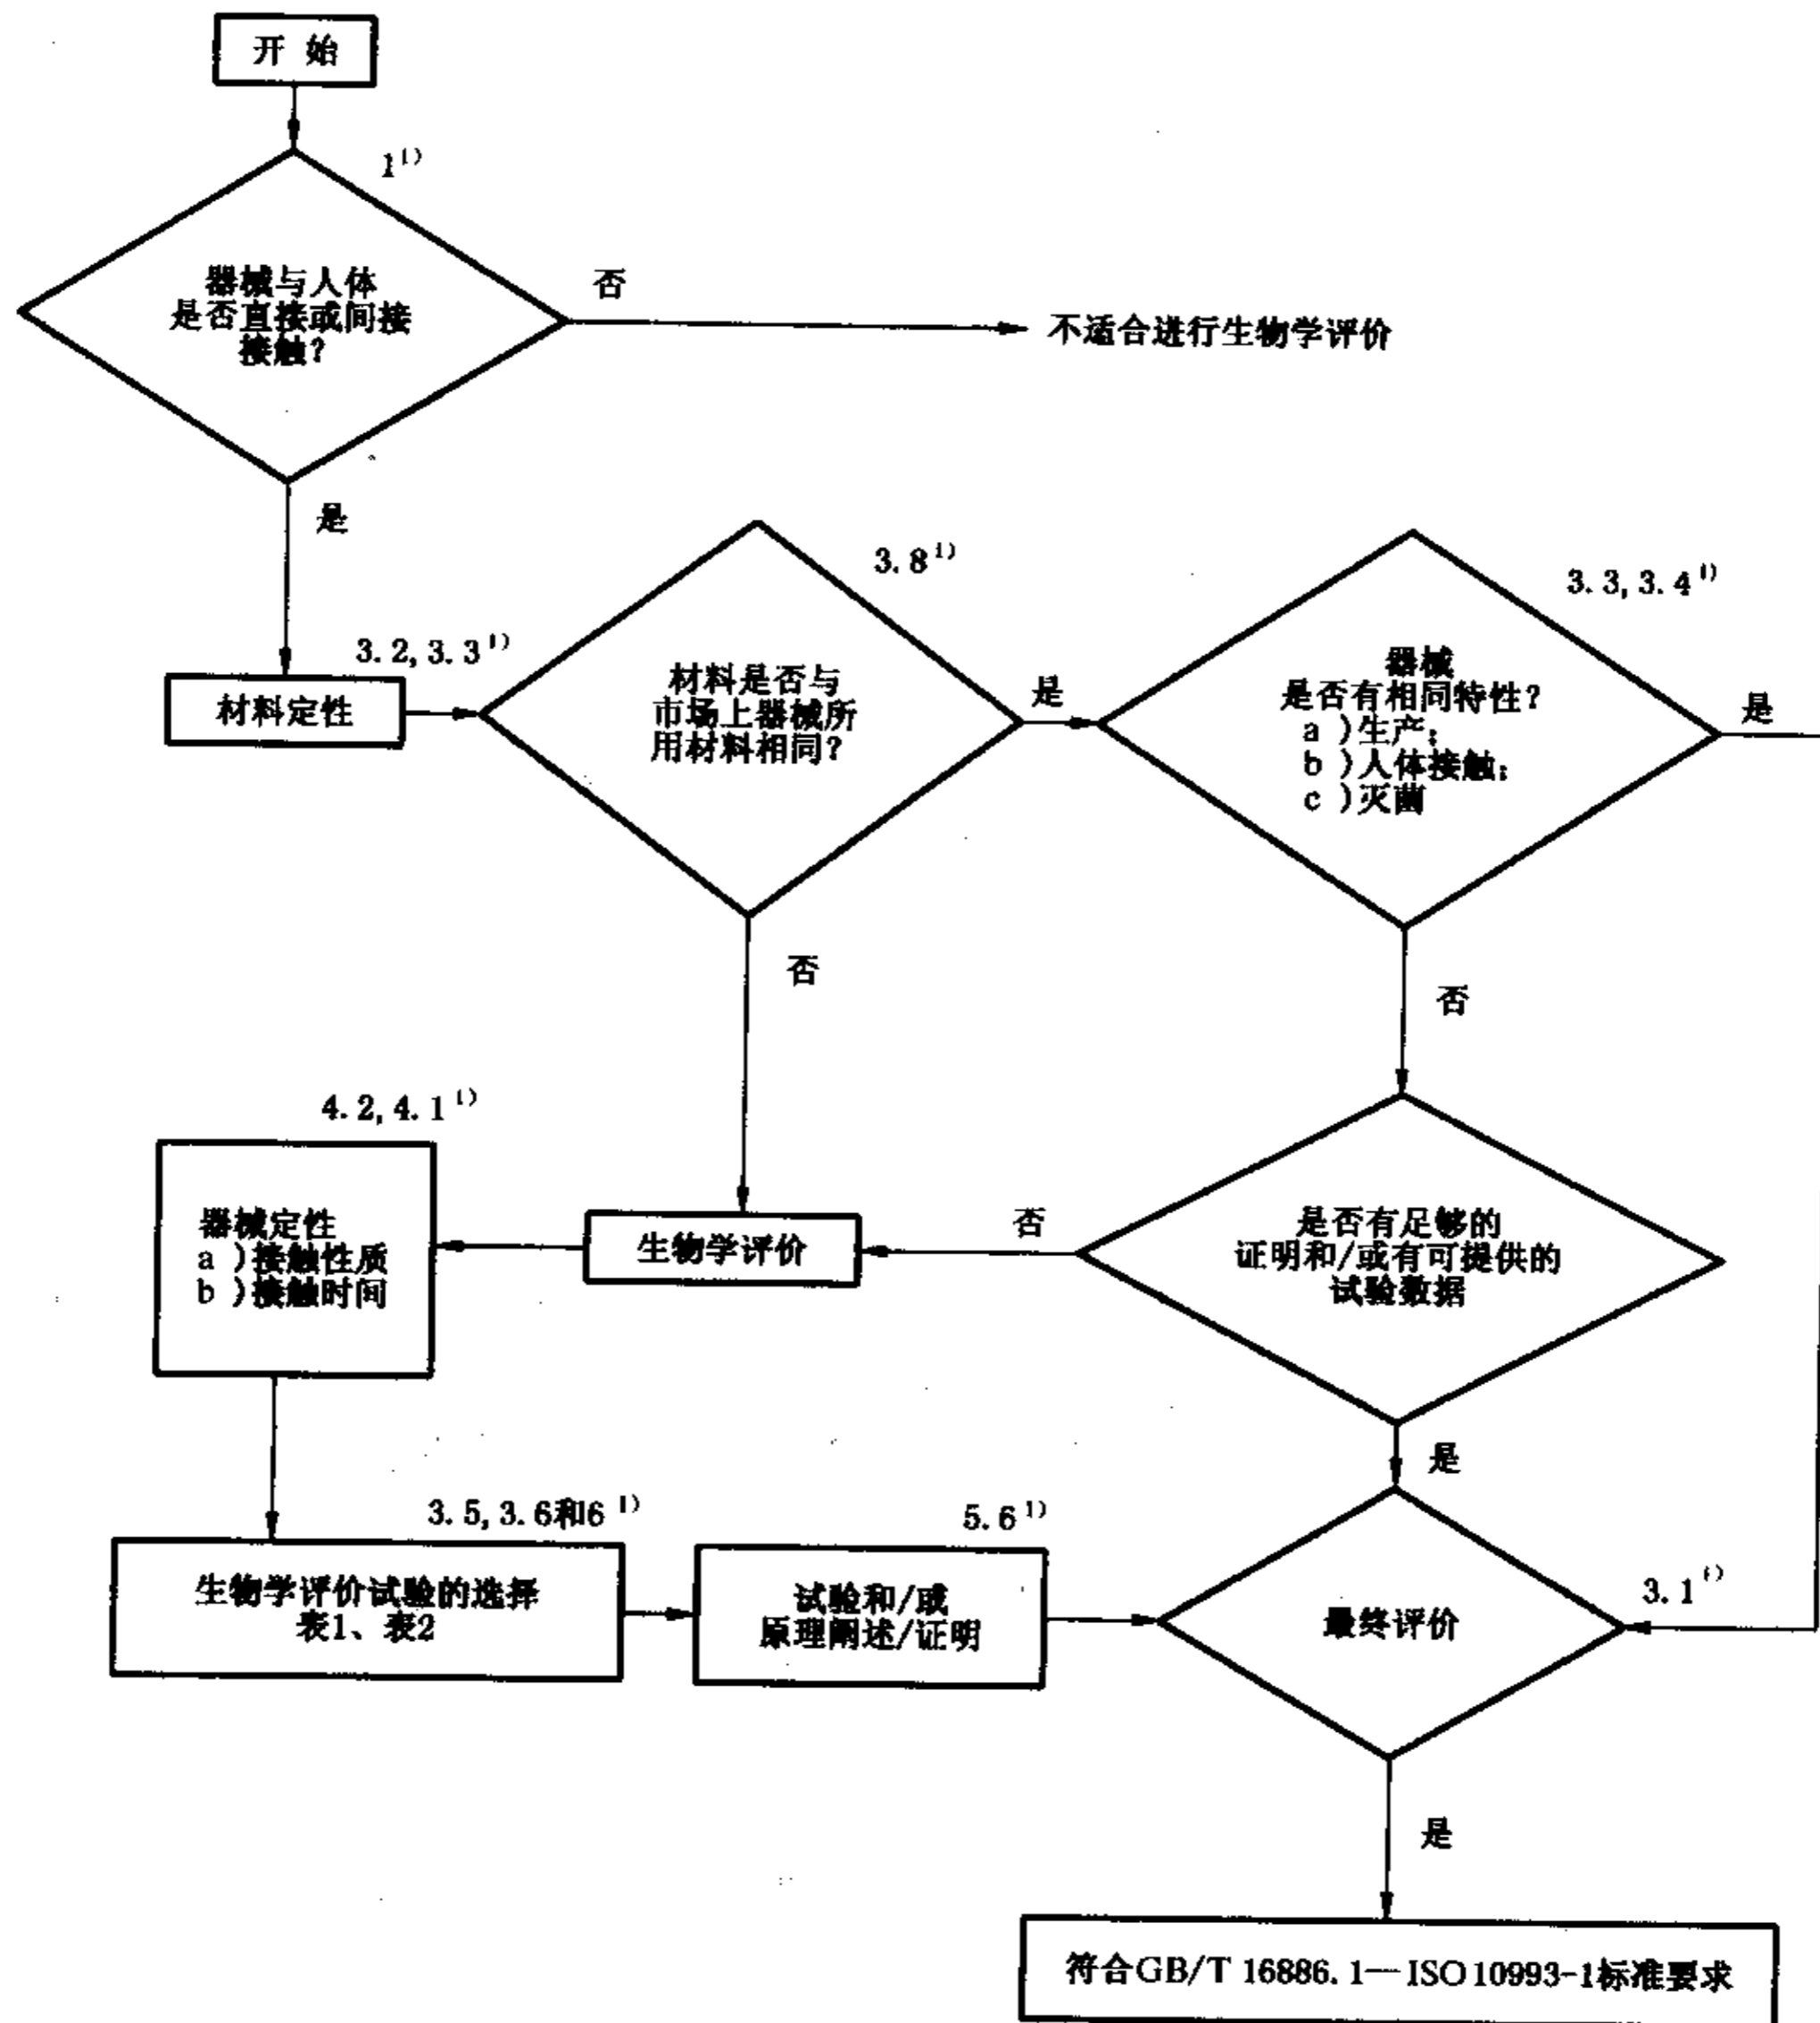 开 始
1¹⁾
器械与人体
是否直接或间接
接触？
否
不适合进行生物学评价
是
3.2,3.3¹⁾
材料定性
3.8¹⁾
材料是否与
市场上器械所
用材料相同？
是
3.3,3.4¹⁾
器械
是否有相同特性？
a )生产；
b )人体接触；
c )灭菌
是
否
否
4.2,4.1¹⁾
器械定性
a )接触性质
b )接触时间
生物学评价
否
是否有足够的
证明和/或有可提供的
试验数据
是
3.5,3.6和6¹⁾
生物学评价试验的选择
表1、表2
5.6¹⁾
试验和/或
原理阐述/证明
最终评价
3.1¹⁾
是
符合GB/T 16886.1—ISO 10993-1标准要求